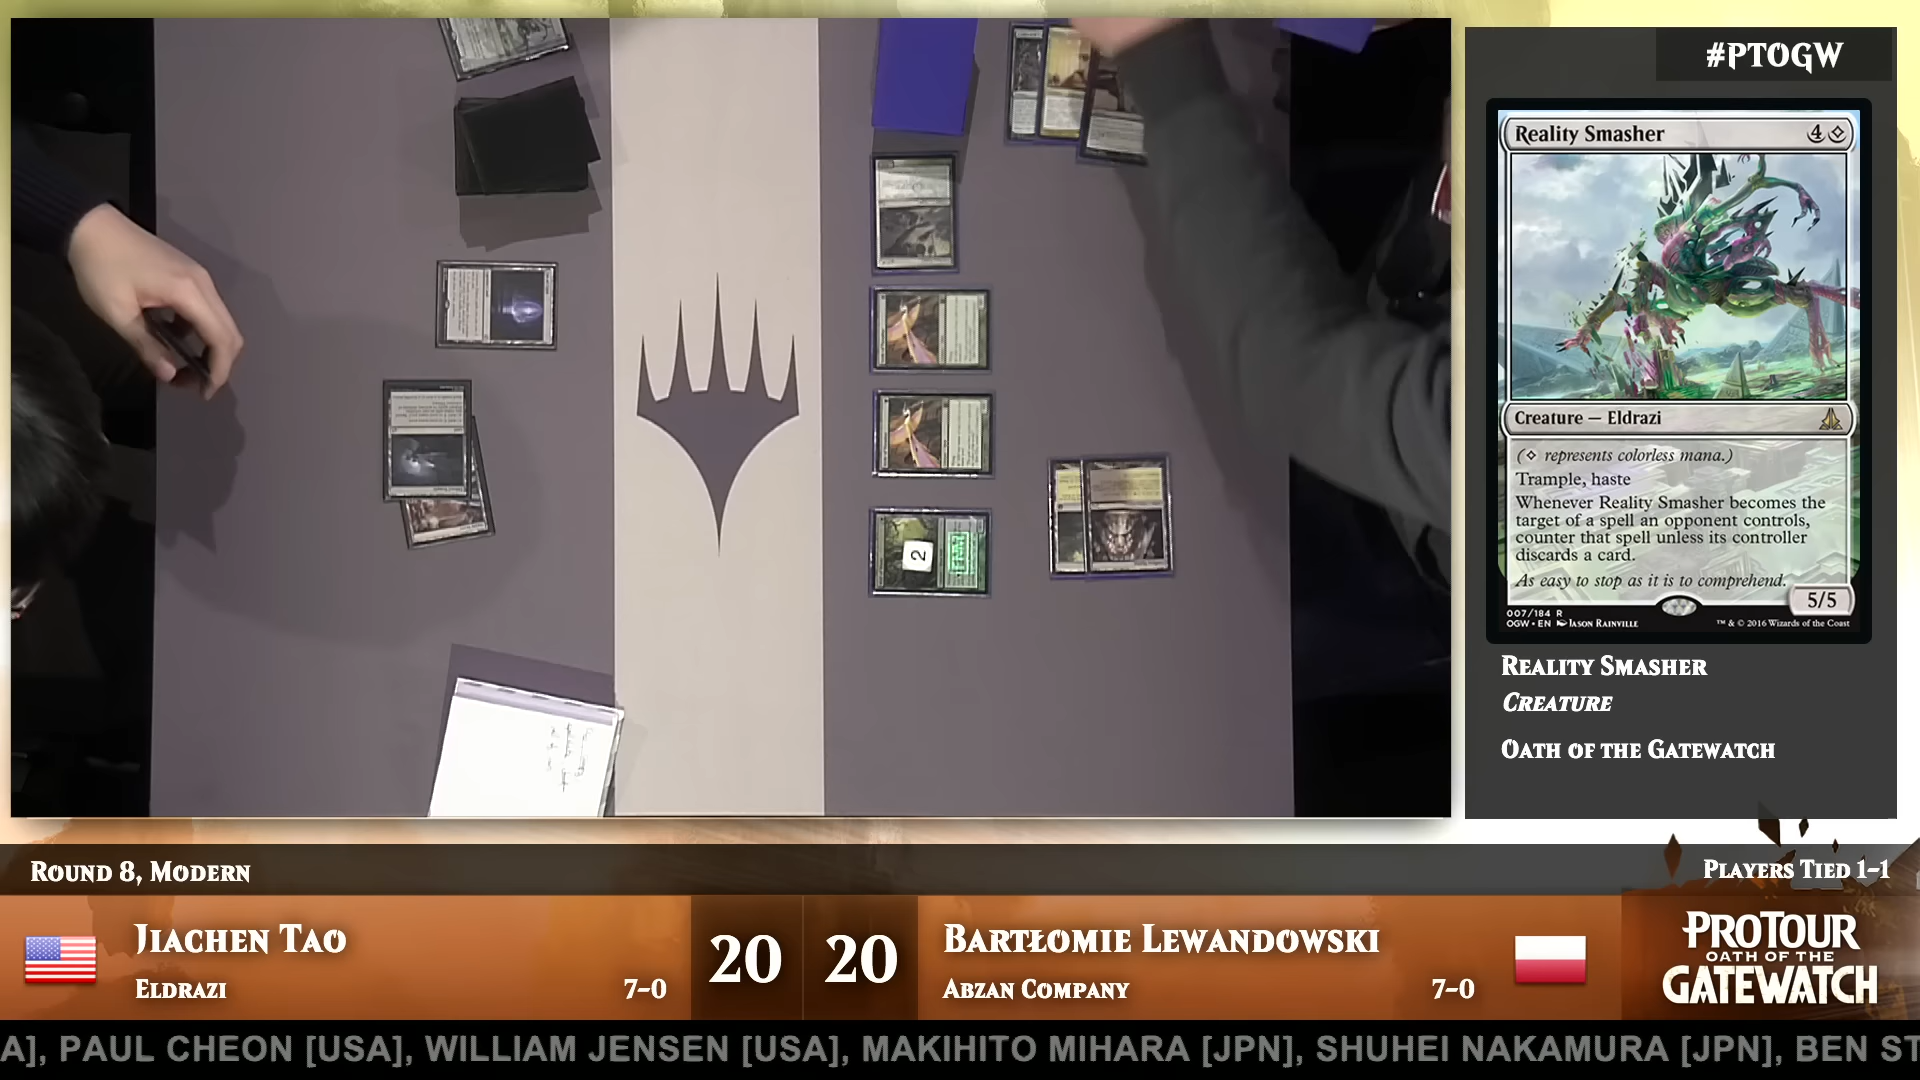 #PTOGW
Reality Smasher 4
Creature — Eldrazi
( represents colorless mana.)
Trample, haste
Whenever Reality Smasher becomes the
target of a spell an opponent controls,
counter that spell unless its controller
discards a card.
As easy to stop as it is to comprehend.
5/5
007/184 R
OGW • EN Jason Rainville
™ & © 2016 Wizards of the Coast
Reality Smasher
Creature
Oath of the Gatewatch
2
Round 8, Modern
Players Tied 1-1
Jiachen Tao
Eldrazi
7-0
20
20
Bartłomie Lewandowski
Abzan Company
7-0
ProTour
Oath of the
Gatewatch
A], PAUL CHEON [USA], WILLIAM JENSEN [USA], MAKIHITO MIHARA [JPN], SHUHEI NAKAMURA [JPN], BEN ST